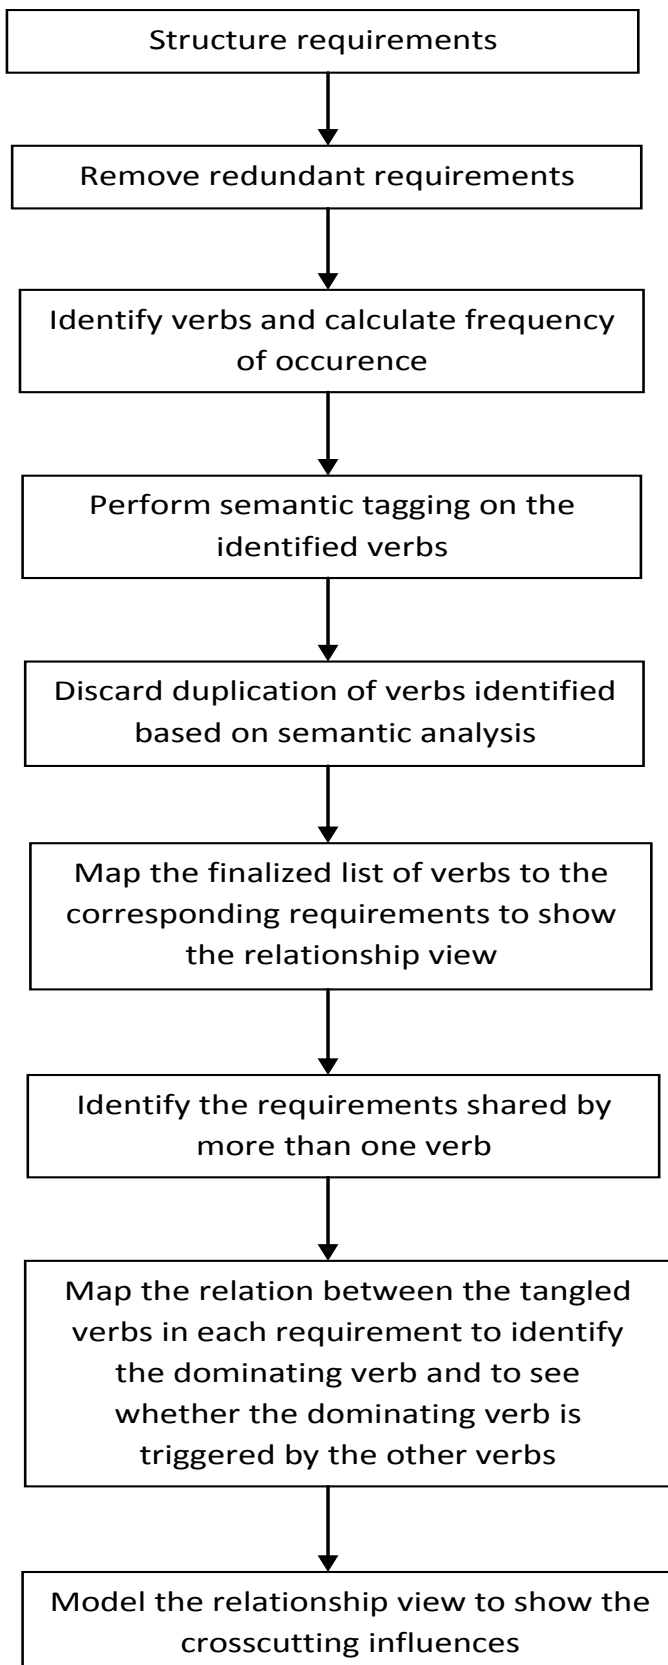 Structure requirements
Remove redundant requirements
Identify verbs and calculate frequency
of occurence
Perform semantic tagging on the
identified verbs
Discard duplication of verbs identified
based on semantic analysis
Map the finalized list of verbs to the
corresponding requirements to show
the relationship view
Identify the requirements shared by
more than one verb
Map the relation between the tangled
verbs in each requirement to identify
the dominating verb and to see
whether the dominating verb is
triggered by the other verbs
Model the relationship view to show the
crosscutting influences